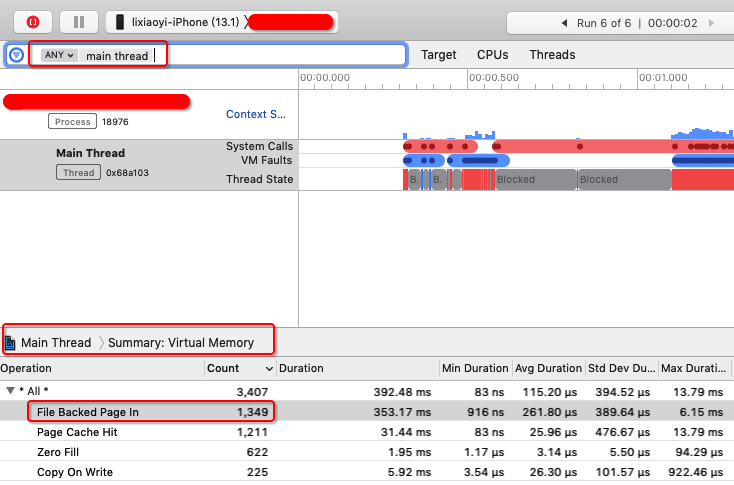 lixiaoyi-iPhone (13.1)
Run 6 of 6 | 00:00:02
ANY main thread
Target CPUs Threads
00:00.000 00:00.500 00:01.000
Process 18976
Context S...
Main Thread
Thread 0x68a103
System Calls
VM Faults
Thread State
B. B. Blocked Blocked
Main Thread Summary: Virtual Memory
Operation Count Duration Min Duration Avg Duration Std Dev Du... Max Durati...
* All * 3,407 392.48 ms 83 ns 115.20 µs 394.52 µs 13.79 ms
File Backed Page In 1,349 353.17 ms 916 ns 261.80 µs 389.64 µs 6.15 ms
Page Cache Hit 1,211 31.44 ms 83 ns 25.96 µs 476.67 µs 13.79 ms
Zero Fill 622 1.95 ms 1.17 µs 3.14 µs 5.50 µs 94.29 µs
Copy On Write 225 5.92 ms 3.54 µs 26.30 µs 101.57 µs 922.46 µs